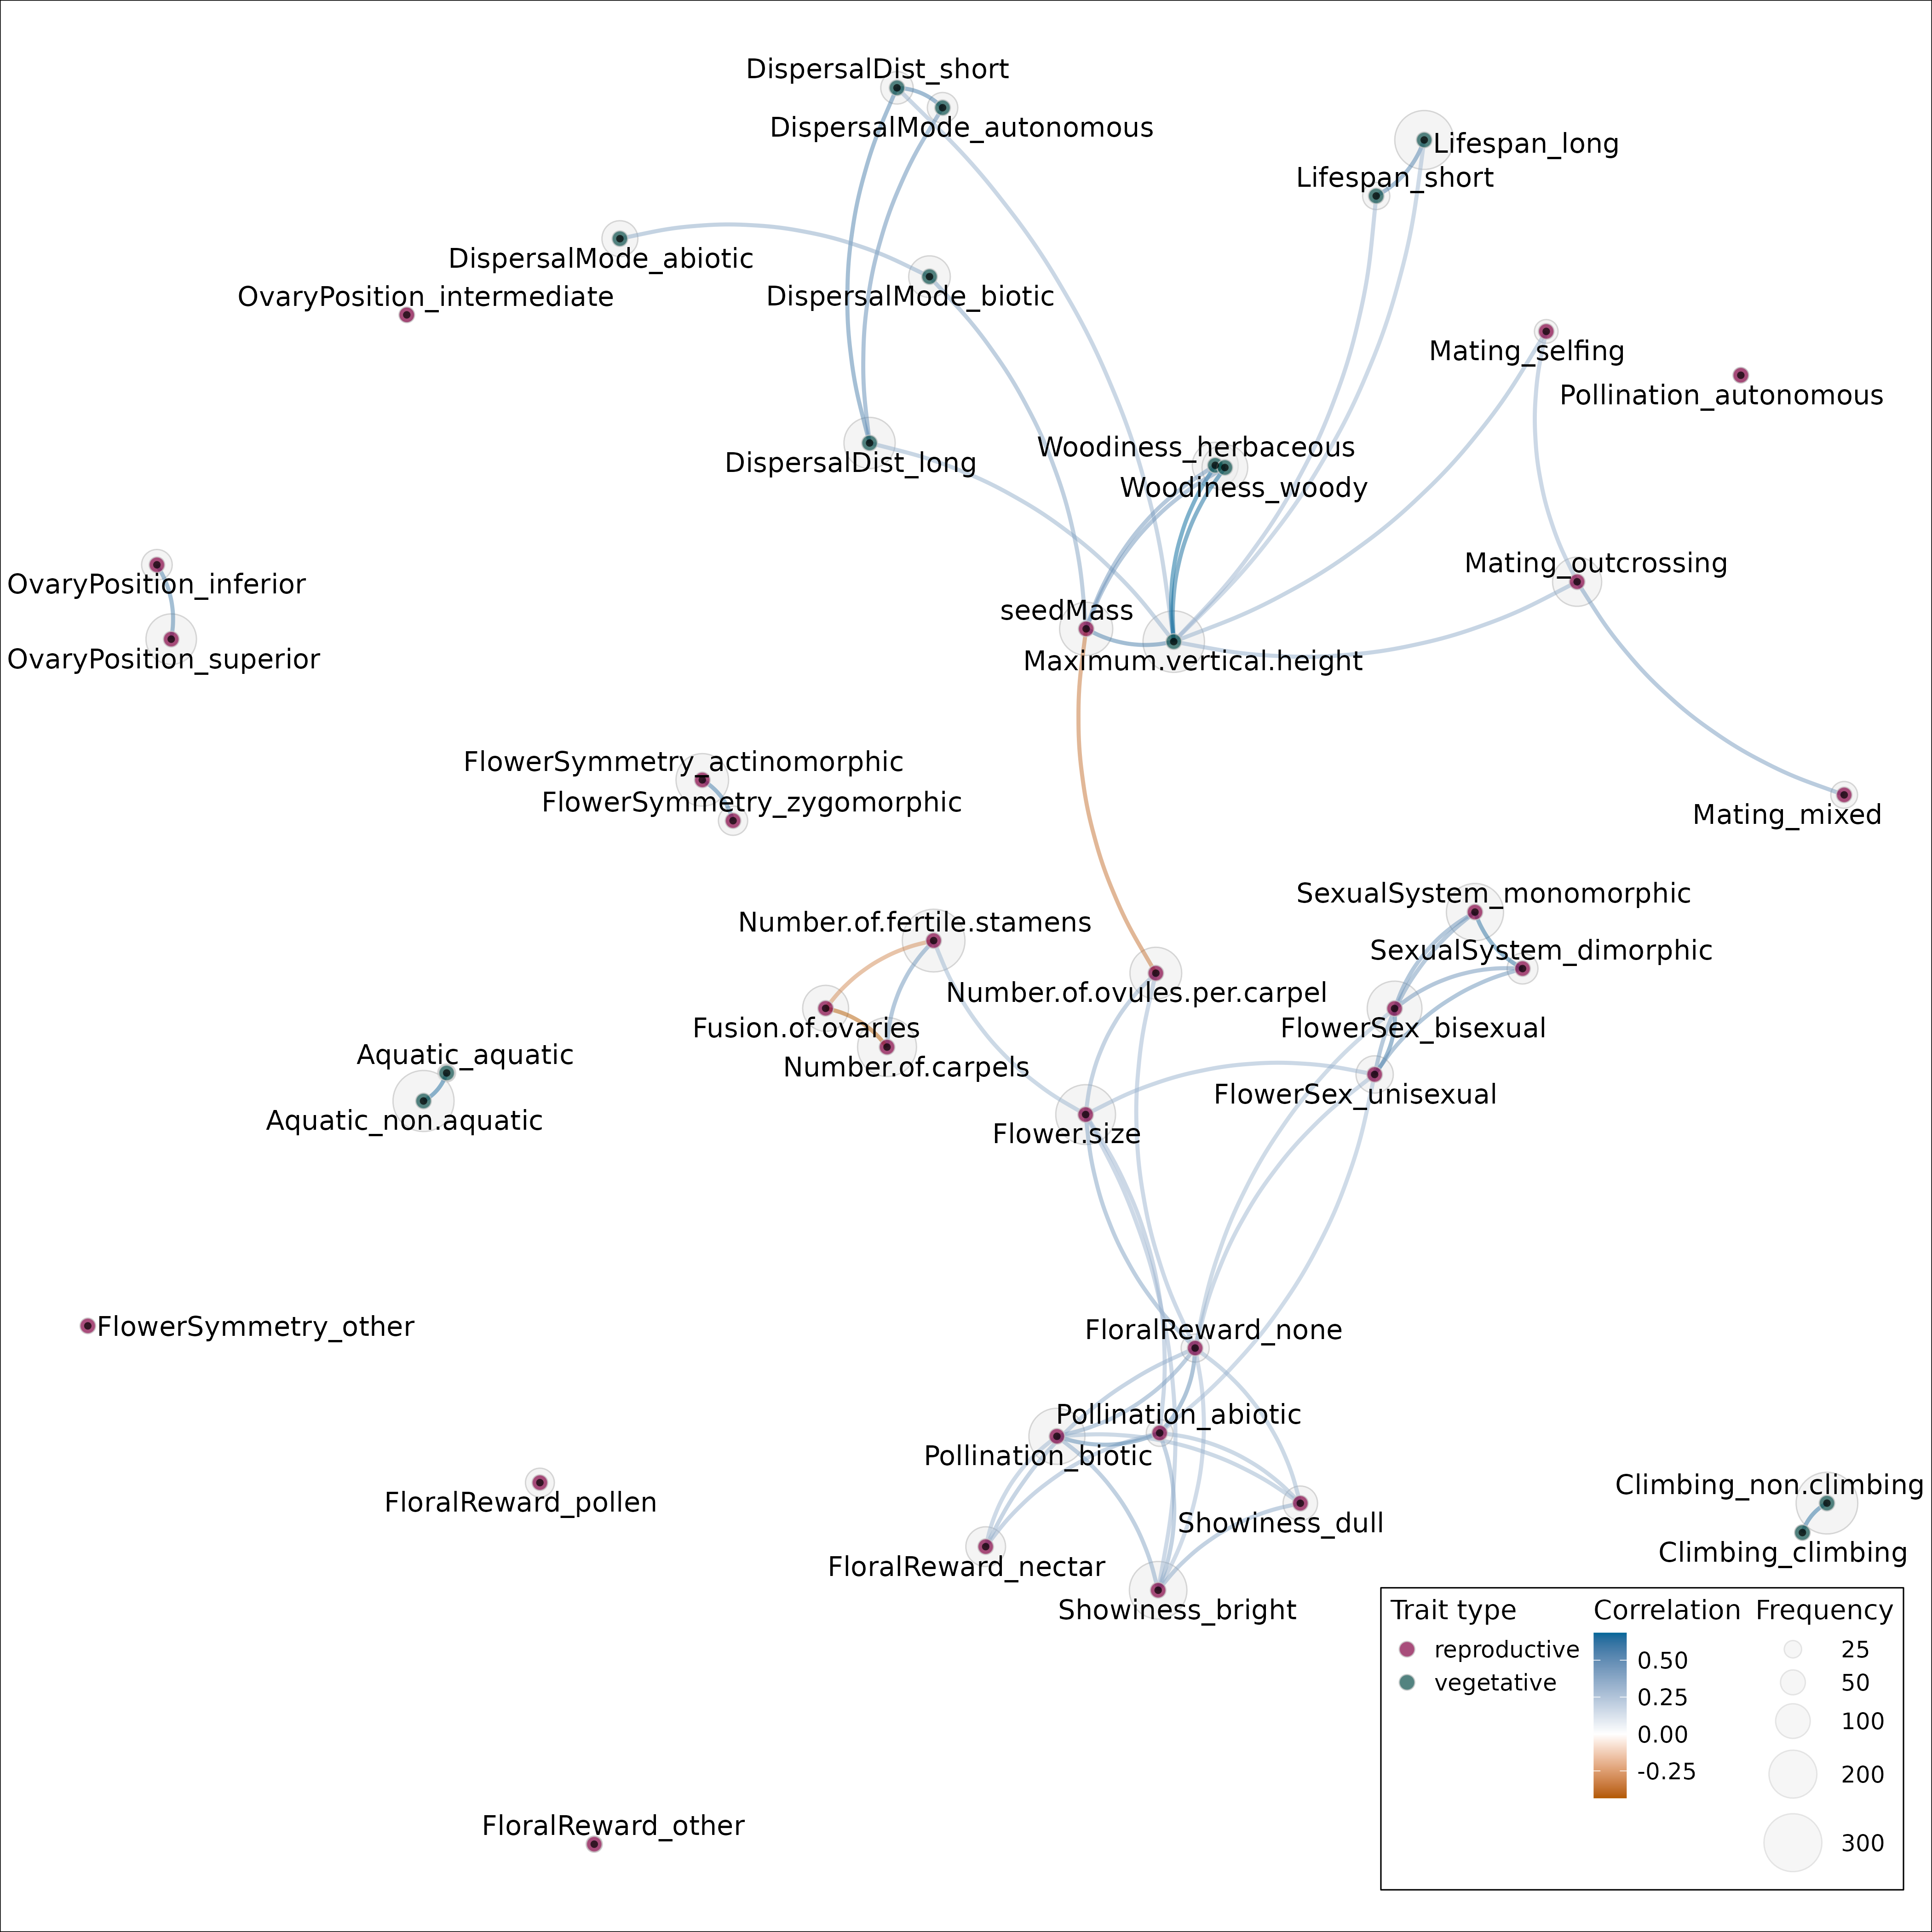 DispersalDist_short
DispersalMode_autonomous
Lifespan_long
Lifespan_short
DispersalMode_abiotic
DispersalMode_biotic
OvaryPosition_intermediate
Mating_selfing
Pollination_autonomous
Woodiness_herbaceous
DispersalDist_long
Woodiness_woody
Mating_outcrossing
OvaryPosition_inferior
seedMass
OvaryPosition_superior
Maximum.vertical.height
FlowerSymmetry_actinomorphic
FlowerSymmetry_zygomorphic
Mating_mixed
SexualSystem_monomorphic
Number.of.fertile.stamens
SexualSystem_dimorphic
Number.of.ovules.per.carpel
Fusion.of.ovaries
FlowerSex_bisexual
Aquatic_aquatic
Number.of.carpels
FlowerSex_unisexual
Aquatic_non.aquatic
Flower.size
FlowerSymmetry_other
FloralReward_none
Pollination_abiotic
Pollination_biotic
Climbing_non.climbing
FloralReward_pollen
Showiness_dull
Climbing_climbing
FloralReward_nectar
Showiness_bright
Trait type
reproductive
vegetative
Correlation
0.50
0.25
0.00
-0.25
Frequency
25
50
100
200
300
FloralReward_other